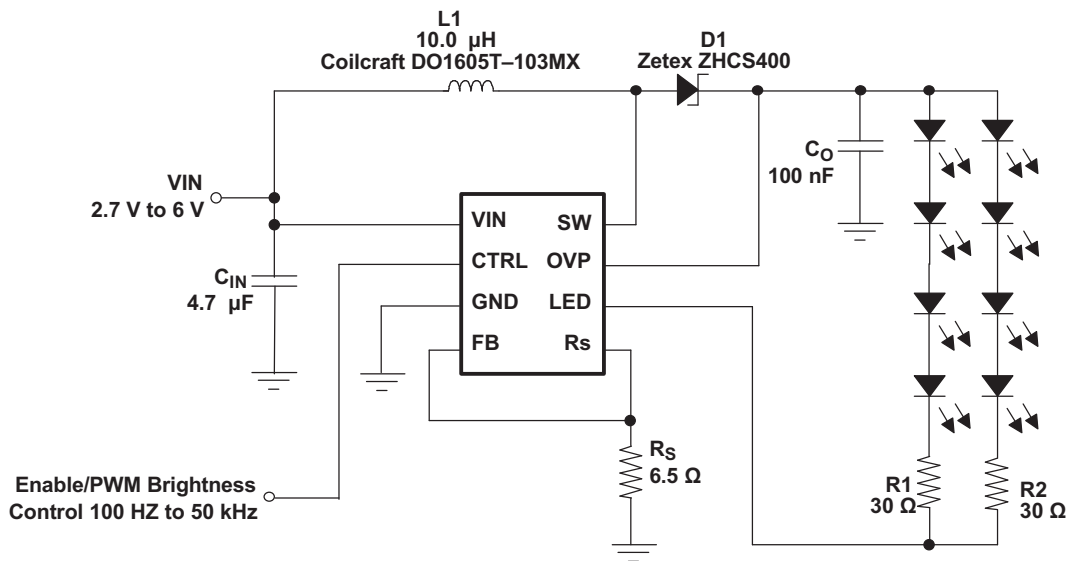 L1
10.0 µH
Coilcraft DO1605T–103MX
D1
Zetex ZHCS400
CO
100 nF
VIN
2.7 V to 6 V
CIN
4.7 µF
VIN
SW
CTRL
OVP
GND
LED
FB
Rs
RS
6.5 Ω
R1
30 Ω
R2
30 Ω
Enable/PWM Brightness
Control 100 HZ to 50 kHz